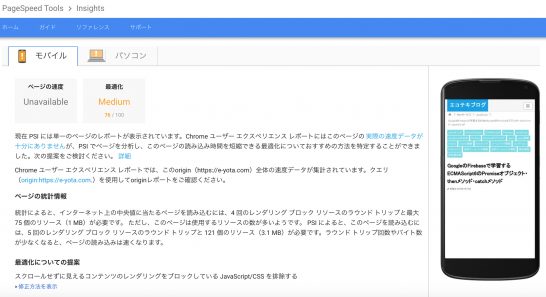 PageSpeed Tools > Insights
ホーム ガイド リファレンス サポート
モバイル パソコン
ページの速度
Unavailable
最適化
Medium
76 / 100
現在 PSI には単一のページのレポートが表示されています。Chrome ユーザー エクスペリエンス レポートにはこのページの 実際の速度データが
十分にありませんが、PSI でページを分析し、このページの読み込み時間を短縮できる最適化についておすすめの方法を特定することができま
した。次の提案をご検討ください。 詳細
Chrome ユーザー エクスペリエンス レポートでは、このorigin（https://e-yota.com）全体の速度データが集計されています。クエリ
（origin:https://e-yota.com.）を使用してoriginレポートをご確認ください。
ページの統計情報
統計によると、インターネット上の中央値に当たるページを読み込むには、4 回のレンダリング ブロック リソースのラウンド トリップと最大
75 個のリソース（1 MB）が必要です。 ただし、このページは使用するリソースの数が多いようです。 PSI によると、このページを読み込むに
は、5 回のレンダリング ブロック リソースのラウンド トリップと 121 個のリソース（3.1 MB）が必要です。ラウンド トリップ回数やバイト数
が少なくなると、ページの読み込みは速くなります。
最適化についての提案
スクロールせずに見えるコンテンツのレンダリングをブロックしている JavaScript/CSS を排除する
▸修正方法を表示
エコテキブログ
GoogleのFirebaseで学習する
ECMAScript6のPromiseオブジェクト・
thenメソッド・catchメソッド